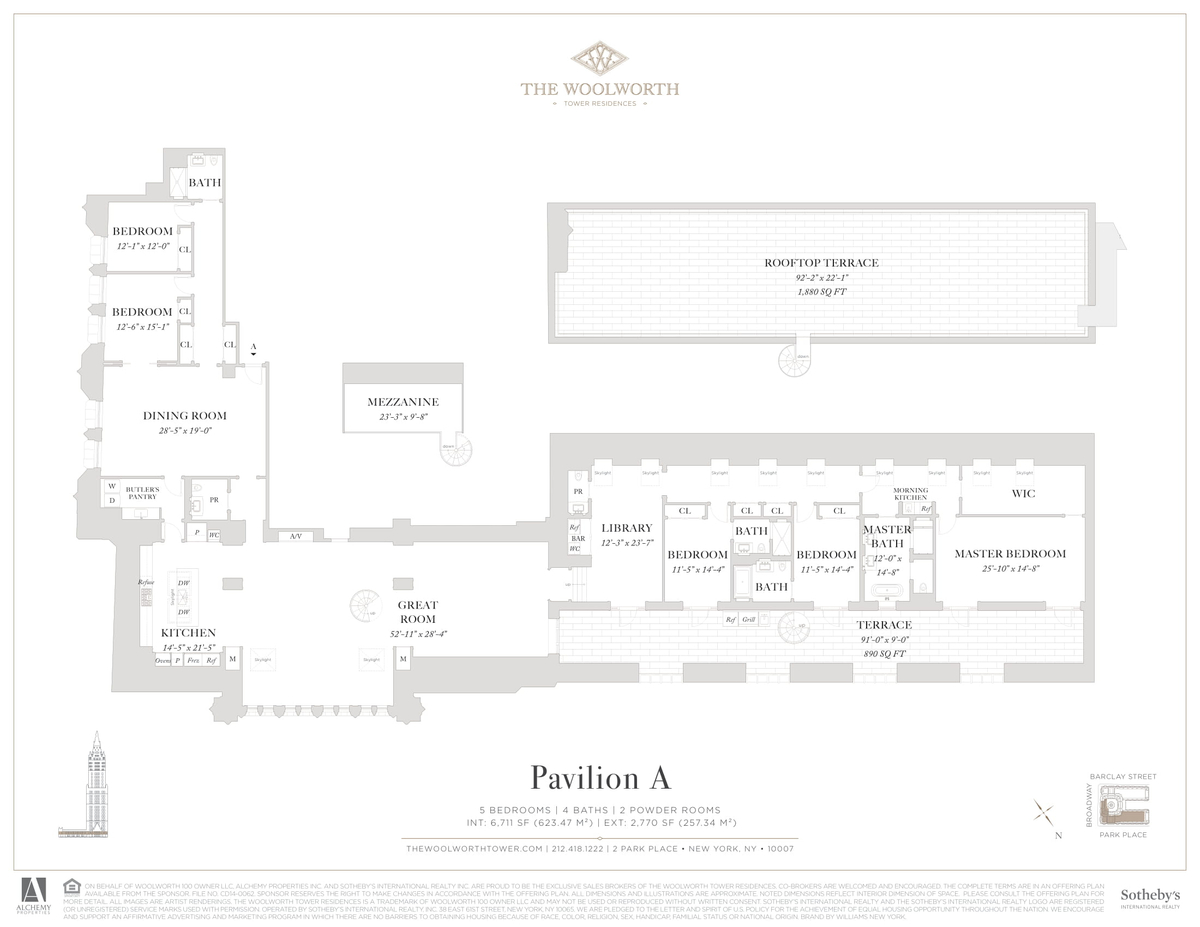 THE WOOLWORTH
TOWER RESIDENCES
BATH
BEDROOM
12'-1" x 12'-0"
CL
BEDROOM
12'-6" x 15'-1"
CL
CL
CL
A
DINING ROOM
28'-5" x 19'-0"
W
D
BUTLER'S
PANTRY
PR
P
WC
A/V
Refuse
DW
Skylight
DW
KITCHEN
14'-5" x 21'-5"
Ovens
P
Frez
Ref
M
Skylight
up
GREAT
ROOM
52'-11" x 28'-4"
Skylight
M
MEZZANINE
23'-3" x 9'-8"
down
ROOFTOP TERRACE
92'-2" x 22'-1"
1,880 SQ FT
down
Skylight
Skylight
Skylight
Skylight
Skylight
Skylight
Skylight
Skylight
Skylight
PR
Ref
BAR
WC
LIBRARY
12'-3" x 23'-7"
up
CL
BEDROOM
11'-5" x 14'-4"
CL
CL
BATH
BATH
CL
BEDROOM
11'-5" x 14'-4"
MORNING
KITCHEN
Ref
MASTER
BATH
12'-0" x
14'-8"
WIC
MASTER BEDROOM
25'-10" x 14'-8"
Ref
Grill
up
TERRACE
91'-0" x 9'-0"
890 SQ FT
Pavilion A
5 BEDROOMS | 4 BATHS | 2 POWDER ROOMS
INT: 6,711 SF (623.47 M²) | EXT: 2,770 SF (257.34 M²)
THEWOOLWORTHTOWER.COM | 212.418.1222 | 2 PARK PLACE • NEW YORK, NY • 10007
N
BARCLAY STREET
BROADWAY
PARK PLACE
ALCHEMY
PROPERTIES
ON BEHALF OF WOOLWORTH 100 OWNER LLC, ALCHEMY PROPERTIES INC. AND SOTHEBY'S INTERNATIONAL REALTY INC. ARE PROUD TO BE THE EXCLUSIVE SALES BROKERS OF THE WOOLWORTH TOWER RESIDENCES. CO-BROKERS ARE WELCOMED AND ENCOURAGED. THE COMPLETE TERMS ARE IN AN OFFERING PLAN
AVAILABLE FROM THE SPONSOR. FILE NO. CD14-0062. SPONSOR RESERVES THE RIGHT TO MAKE CHANGES IN ACCORDANCE WITH THE OFFERING PLAN. ALL DIMENSIONS AND ILLUSTRATIONS ARE APPROXIMATE. NOTED DIMENSIONS REFLECT INTERIOR DIMENSION OF SPACE. PLEASE CONSULT THE OFFERING PLAN FOR
MORE DETAIL. ALL IMAGES ARE ARTIST RENDERINGS. THE WOOLWORTH TOWER RESIDENCES IS A TRADEMARK OF WOOLWORTH 100 OWNER LLC AND MAY NOT BE USED OR REPRODUCED WITHOUT WRITTEN CONSENT. SOTHEBY'S INTERNATIONAL REALTY AND THE SOTHEBY'S INTERNATIONAL REALTY LOGO ARE REGISTERED
(OR UNREGISTERED) SERVICE MARKS USED WITH PERMISSION. OPERATED BY SOTHEBY'S INTERNATIONAL REALTY INC. 38 EAST 61ST STREET. NEW YORK, NY 10065. WE ARE PLEDGED TO THE LETTER AND SPIRIT OF U.S. POLICY FOR THE ACHIEVEMENT OF EQUAL HOUSING OPPORTUNITY THROUGHOUT THE NATION. WE ENCOURAGE
AND SUPPORT AN AFFIRMATIVE ADVERTISING AND MARKETING PROGRAM IN WHICH THERE ARE NO BARRIERS TO OBTAINING HOUSING BECAUSE OF RACE, COLOR, RELIGION, SEX, HANDICAP, FAMILIAL STATUS OR NATIONAL ORIGIN. BRAND BY WILLIAMS NEW YORK.
Sotheby's
INTERNATIONAL REALTY